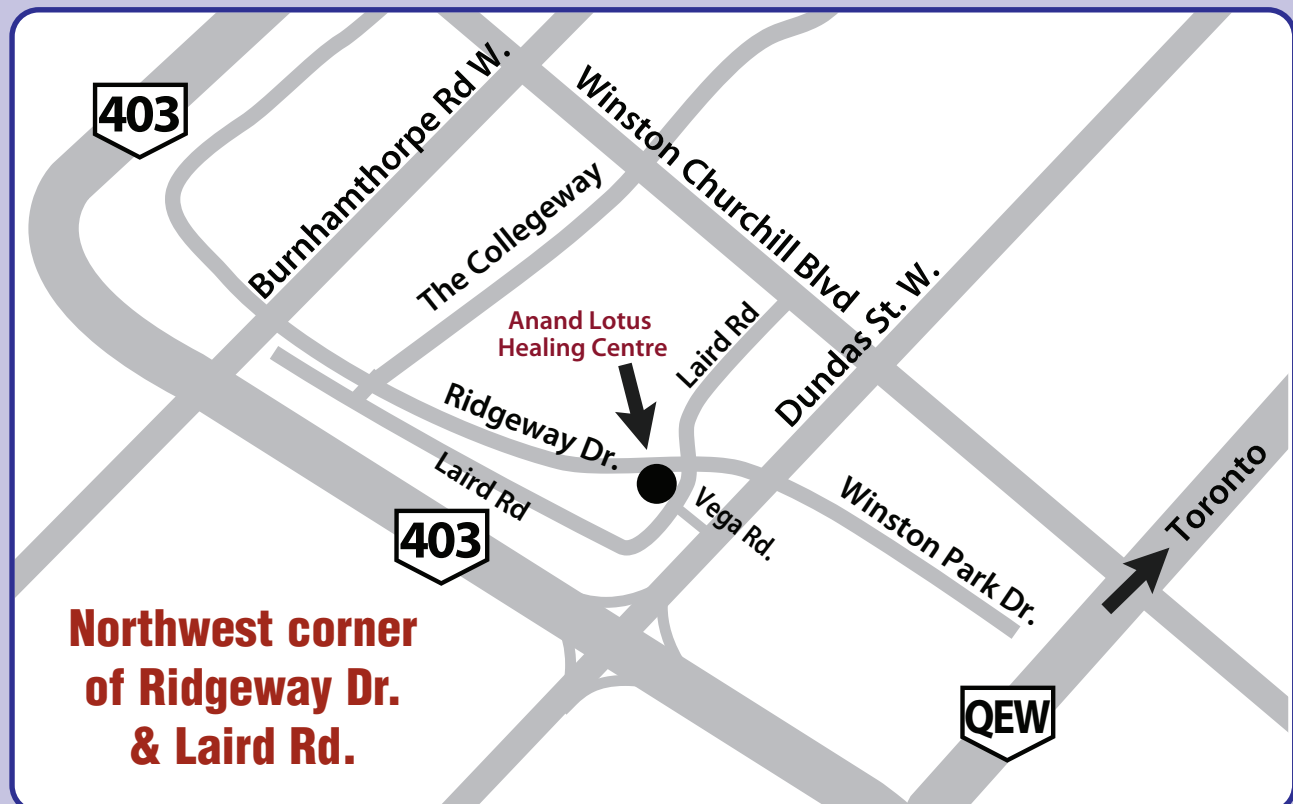 403
Burnhamthorpe Rd W.
Winston Churchill Blvd
The Collegeway
Dundas St. W.
Anand Lotus
Healing Centre
Laird Rd
Ridgeway Dr.
Laird Rd
Vega Rd.
Winston Park Dr.
Toronto
403
QEW
Northwest corner
of Ridgeway Dr.
& Laird Rd.